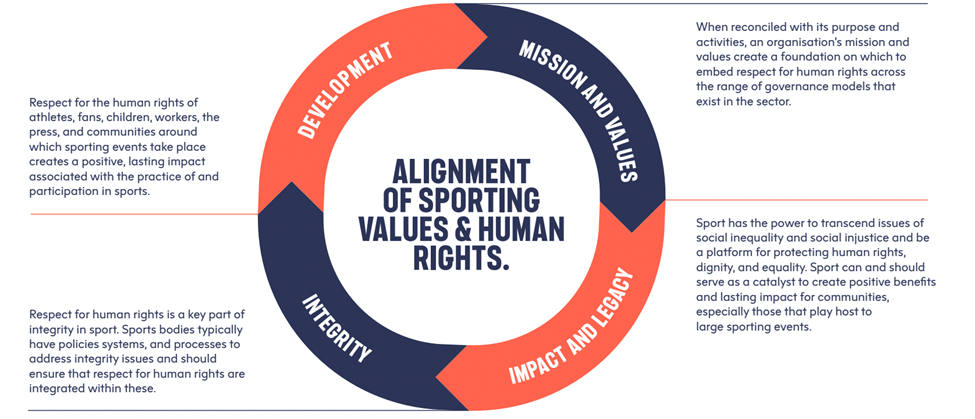 DEVELOPMENT
MISSION AND VALUES
When reconciled with its purpose and
activities, an organisation's mission and
values create a foundation on which to
embed respect for human rights across
the range of governance models that
exist in the sector.
Respect for the human rights of
athletes, fans, children, workers, the
press, and communities around
which sporting events take place
creates a positive, lasting impact
associated with the practice of and
participation in sports.
ALIGNMENT
OF SPORTING
VALUES & HUMAN
RIGHTS.
Sport has the power to transcend issues of
social inequality and social injustice and be
a platform for protecting human rights,
dignity, and equality. Sport can and should
serve as a catalyst to create positive benefits
and lasting impact for communities,
especially those that play host to
large sporting events.
IMPACT AND LEGACY
INTEGRITY
Respect for human rights is a key part of
integrity in sport. Sports bodies typically
have policies systems, and processes to
address integrity issues and should
ensure that respect for human rights are
integrated within these.